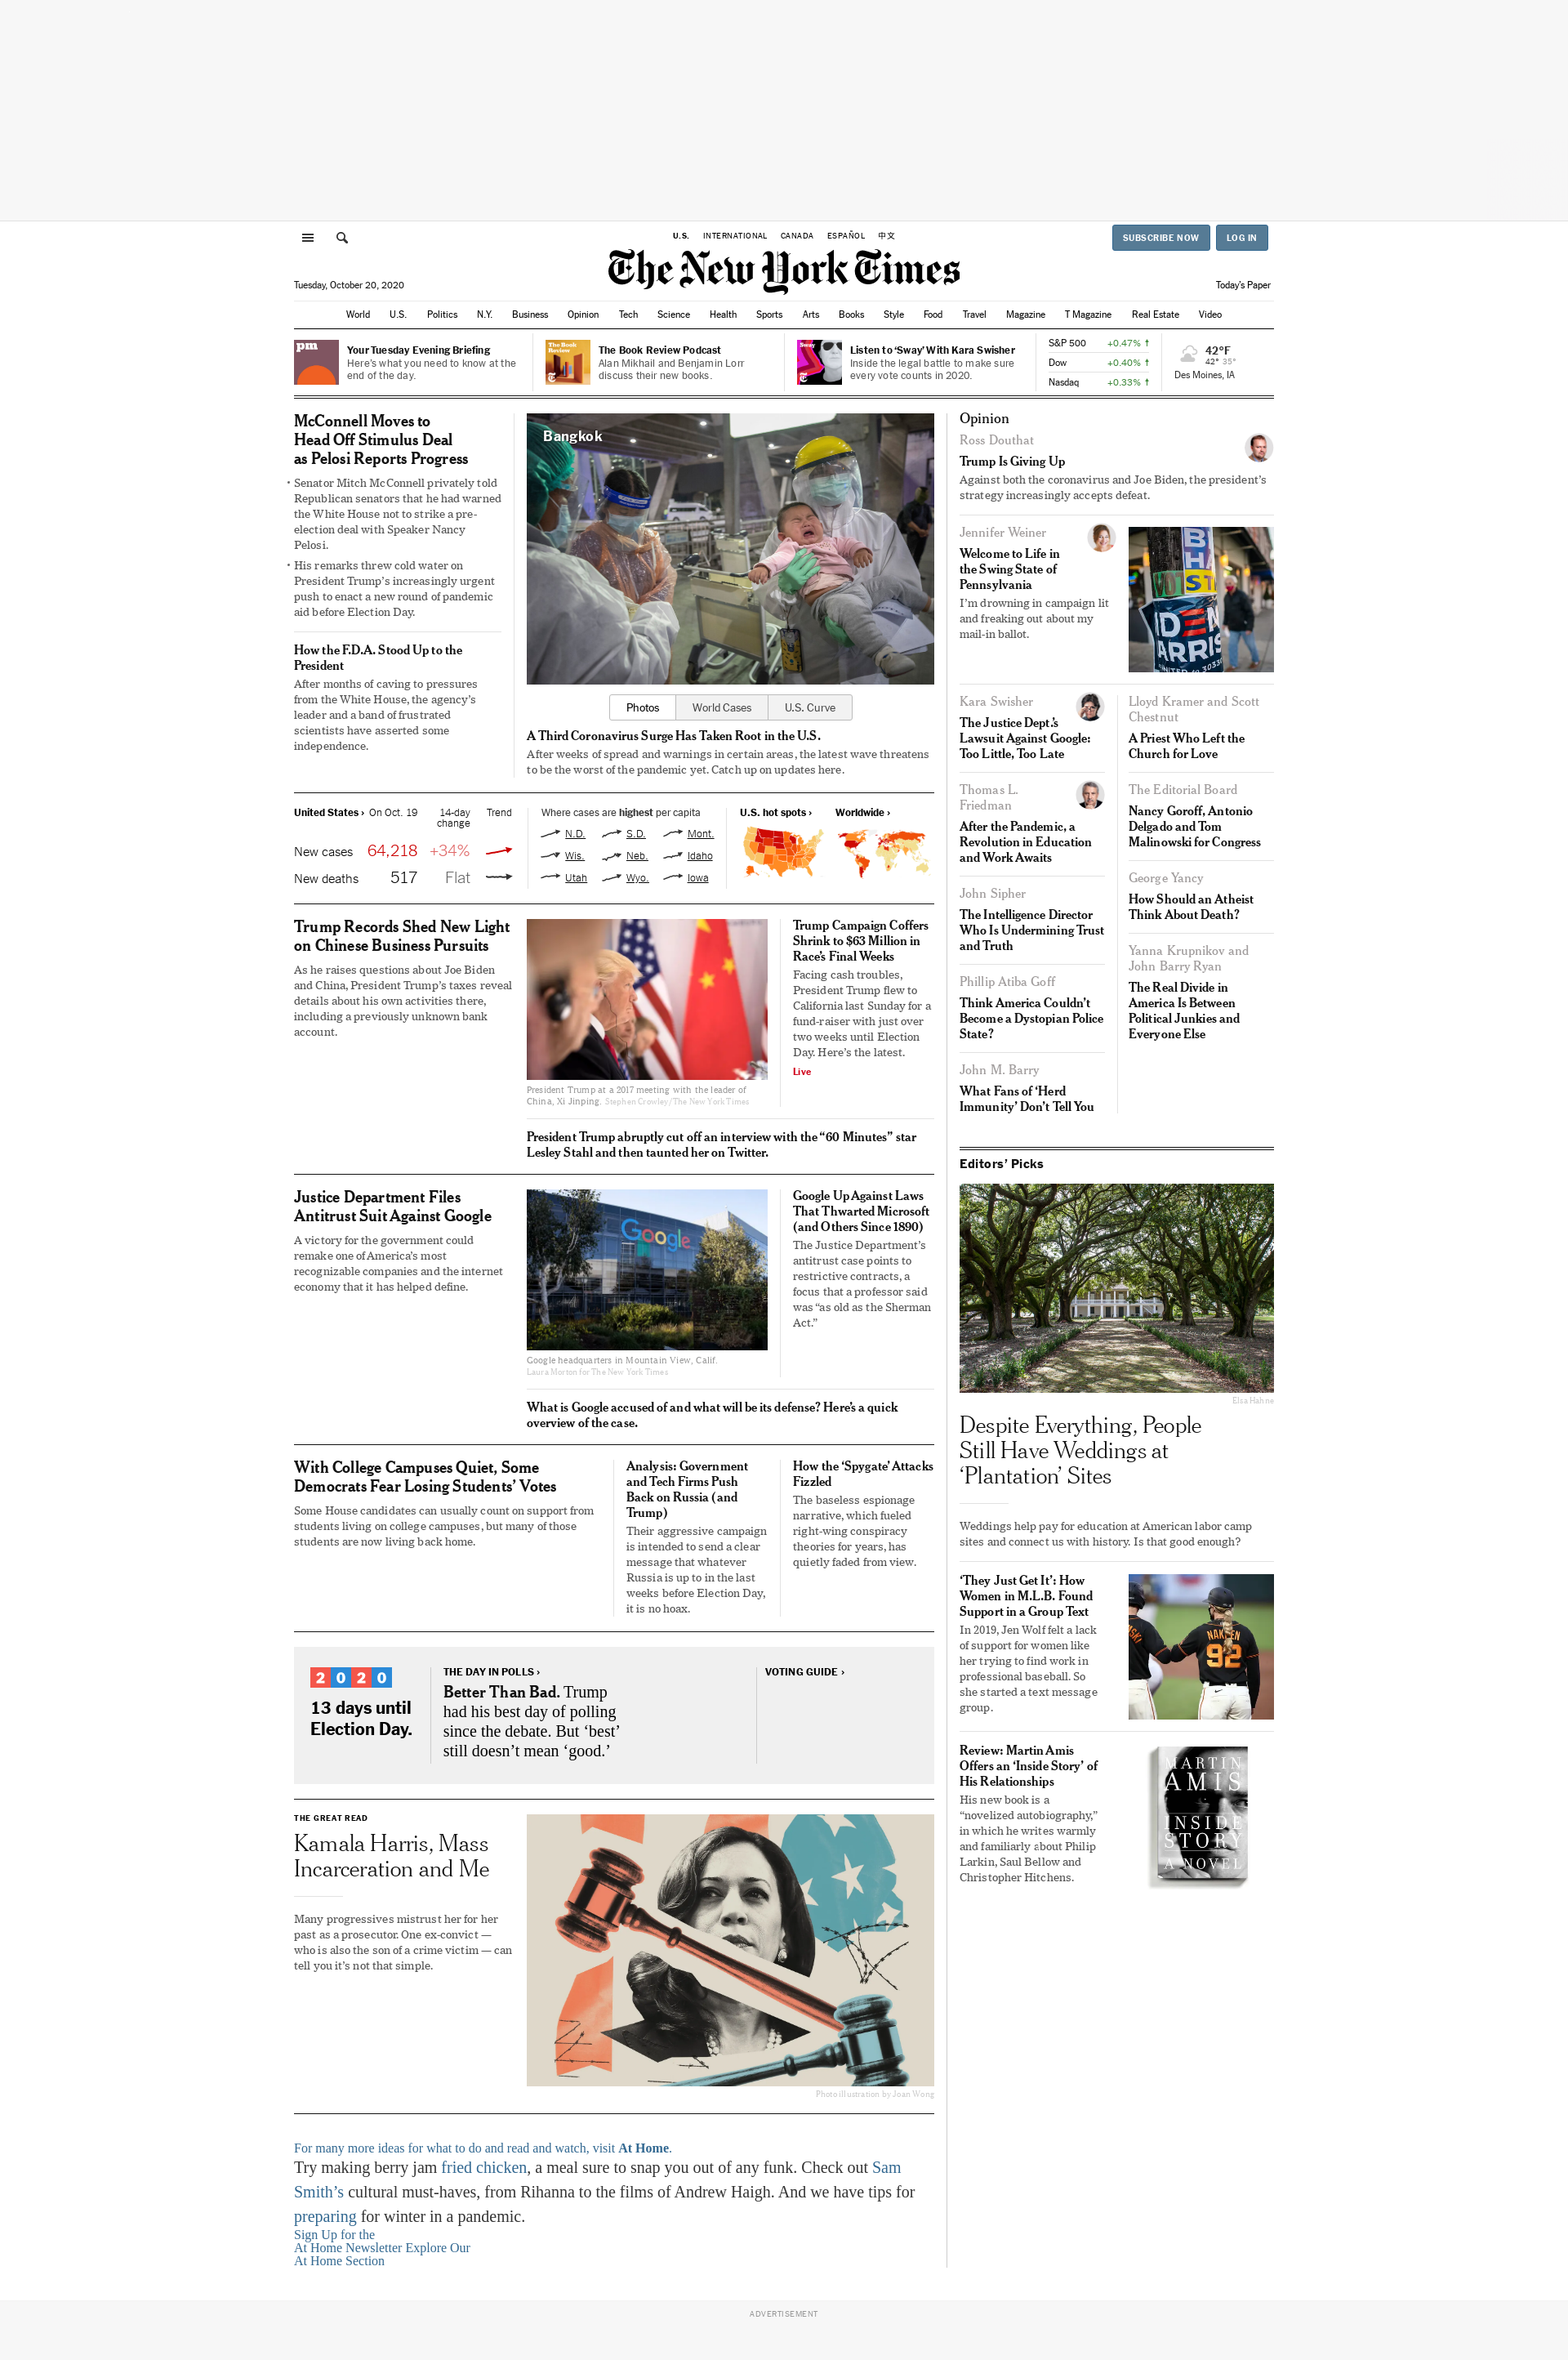 U.S. INTERNATIONAL CANADA ESPAÑOL 中文
SUBSCRIBE NOW LOG IN
The New York Times
Tuesday, October 20, 2020
Today's Paper
World U.S. Politics N.Y. Business Opinion Tech Science Health Sports Arts Books Style Food Travel Magazine T Magazine Real Estate Video
pm
Your Tuesday Evening Briefing
Here's what you need to know at the
end of the day.
The Book
Review
The Book Review Podcast
Alan Mikhail and Benjamin Lorr
discuss their new books.
Sway
Listen to ‘Sway’ With Kara Swisher
Inside the legal battle to make sure
every vote counts in 2020.
S&P 500 +0.47%
Dow +0.40%
Nasdaq +0.33%
42°F
42° 35°
Des Moines, IA
McConnell Moves to
Head Off Stimulus Deal
as Pelosi Reports Progress
• Senator Mitch McConnell privately told
Republican senators that he had warned
the White House not to strike a pre-
election deal with Speaker Nancy
Pelosi.
• His remarks threw cold water on
President Trump's increasingly urgent
push to enact a new round of pandemic
aid before Election Day.
How the F.D.A. Stood Up to the
President
After months of caving to pressures
from the White House, the agency's
leader and a band of frustrated
scientists have asserted some
independence.
Bangkok
Photos World Cases U.S. Curve
A Third Coronavirus Surge Has Taken Root in the U.S.
After weeks of spread and warnings in certain areas, the latest wave threatens
to be the worst of the pandemic yet. Catch up on updates here.
United States › On Oct. 19 14-day
change Trend
New cases 64,218 +34%
New deaths 517 Flat
Where cases are highest per capita
N.D. S.D. Mont.
Wis. Neb. Idaho
Utah Wyo. Iowa
U.S. hot spots › Worldwide ›
Trump Records Shed New Light
on Chinese Business Pursuits
As he raises questions about Joe Biden
and China, President Trump's taxes reveal
details about his own activities there,
including a previously unknown bank
account.
President Trump at a 2017 meeting with the leader of
China, Xi Jinping. Stephen Crowley/The New York Times
Trump Campaign Coffers
Shrink to $63 Million in
Race's Final Weeks
Facing cash troubles,
President Trump flew to
California last Sunday for a
fund-raiser with just over
two weeks until Election
Day. Here's the latest.
Live
President Trump abruptly cut off an interview with the “60 Minutes” star
Lesley Stahl and then taunted her on Twitter.
Justice Department Files
Antitrust Suit Against Google
A victory for the government could
remake one of America's most
recognizable companies and the internet
economy that it has helped define.
Google
Google headquarters in Mountain View, Calif.
Laura Morton for The New York Times
Google Up Against Laws
That Thwarted Microsoft
(and Others Since 1890)
The Justice Department's
antitrust case points to
restrictive contracts, a
focus that a professor said
was “as old as the Sherman
Act.”
What is Google accused of and what will be its defense? Here's a quick
overview of the case.
With College Campuses Quiet, Some
Democrats Fear Losing Students’ Votes
Some House candidates can usually count on support from
students living on college campuses, but many of those
students are now living back home.
Analysis: Government
and Tech Firms Push
Back on Russia (and
Trump)
Their aggressive campaign
is intended to send a clear
message that whatever
Russia is up to in the last
weeks before Election Day,
it is no hoax.
How the ‘Spygate’ Attacks
Fizzled
The baseless espionage
narrative, which fueled
right-wing conspiracy
theories for years, has
quietly faded from view.
2020
13 days until
Election Day.
THE DAY IN POLLS ›
Better Than Bad. Trump
had his best day of polling
since the debate. But ‘best’
still doesn’t mean ‘good.’
VOTING GUIDE ›
THE GREAT READ
Kamala Harris, Mass
Incarceration and Me
Many progressives mistrust her for her
past as a prosecutor. One ex-convict —
who is also the son of a crime victim — can
tell you it's not that simple.
Photo illustration by Joan Wong
For many more ideas for what to do and read and watch, visit At Home.
Try making berry jam fried chicken, a meal sure to snap you out of any funk. Check out Sam
Smith’s cultural must-haves, from Rihanna to the films of Andrew Haigh. And we have tips for
preparing for winter in a pandemic.
Sign Up for the
At Home Newsletter Explore Our
At Home Section
Opinion
Ross Douthat
Trump Is Giving Up
Against both the coronavirus and Joe Biden, the president's
strategy increasingly accepts defeat.
Jennifer Weiner
Welcome to Life in
the Swing State of
Pennsylvania
I'm drowning in campaign lit
and freaking out about my
mail-in ballot.
Kara Swisher
The Justice Dept.’s
Lawsuit Against Google:
Too Little, Too Late
Thomas L.
Friedman
After the Pandemic, a
Revolution in Education
and Work Awaits
John Sipher
The Intelligence Director
Who Is Undermining Trust
and Truth
Phillip Atiba Goff
Think America Couldn’t
Become a Dystopian Police
State?
John M. Barry
What Fans of ‘Herd
Immunity’ Don’t Tell You
Lloyd Kramer and Scott
Chestnut
A Priest Who Left the
Church for Love
The Editorial Board
Nancy Goroff, Antonio
Delgado and Tom
Malinowski for Congress
George Yancy
How Should an Atheist
Think About Death?
Yanna Krupnikov and
John Barry Ryan
The Real Divide in
America Is Between
Political Junkies and
Everyone Else
Editors’ Picks
Elsa Hahne
Despite Everything, People
Still Have Weddings at
‘Plantation’ Sites
Weddings help pay for education at American labor camp
sites and connect us with history. Is that good enough?
‘They Just Get It’: How
Women in M.L.B. Found
Support in a Group Text
In 2019, Jen Wolf felt a lack
of support for women like
her trying to find work in
professional baseball. So
she started a text message
group.
NAKKEN
92
Review: Martin Amis
Offers an ‘Inside Story’ of
His Relationships
His new book is a
“novelized autobiography,”
in which he writes warmly
and familiarly about Philip
Larkin, Saul Bellow and
Christopher Hitchens.
MARTIN
AMIS
INSIDE
STORY
A NOVEL
ADVERTISEMENT